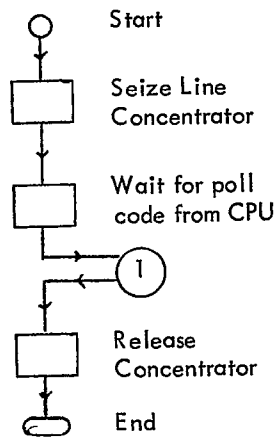 Start
Seize Line
Concentrator
Wait for poll
code from CPU
1
Release
Concentrator
End